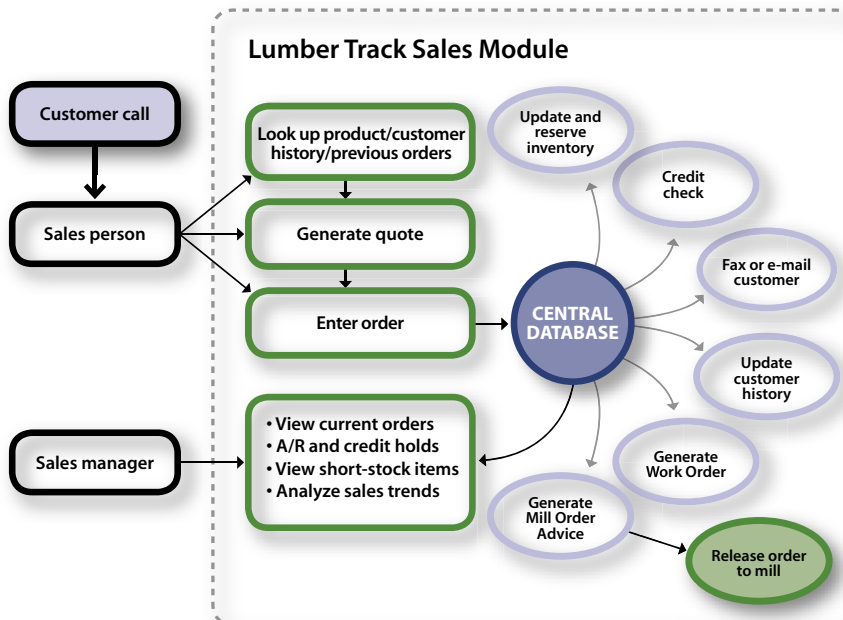 Lumber Track Sales Module
Customer call
Sales person
Look up product/customer
history/previous orders
Generate quote
Enter order
CENTRAL
DATABASE
Update and
reserve
inventory
Credit
check
Fax or e-mail
customer
Update
customer
history
Generate
Work Order
Generate
Mill Order
Advice
Release order
to mill
Sales manager
• View current orders
• A/R and credit holds
• View short-stock items
• Analyze sales trends